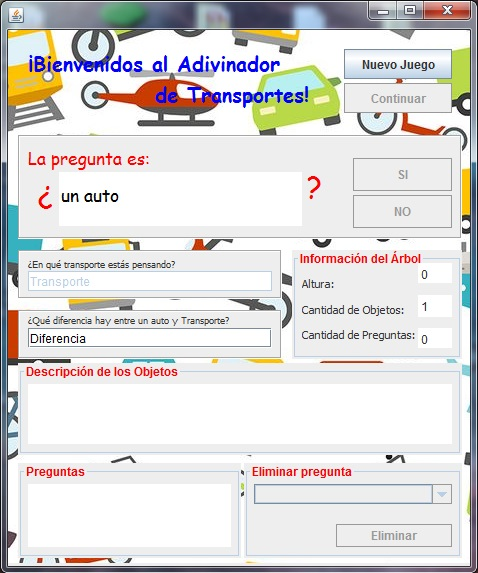 ¡Bienvenidos al Adivinador
de Transportes!
Nuevo Juego
Continuar
La pregunta es:
¿ un auto ?
SI
NO
¿En qué transporte estás pensando?
Transporte
¿Qué diferencia hay entre un auto y Transporte?
Diferencia
Información del Árbol
Altura: 0
Cantidad de Objetos: 1
Cantidad de Preguntas: 0
Descripción de los Objetos
Preguntas
Eliminar pregunta
Eliminar